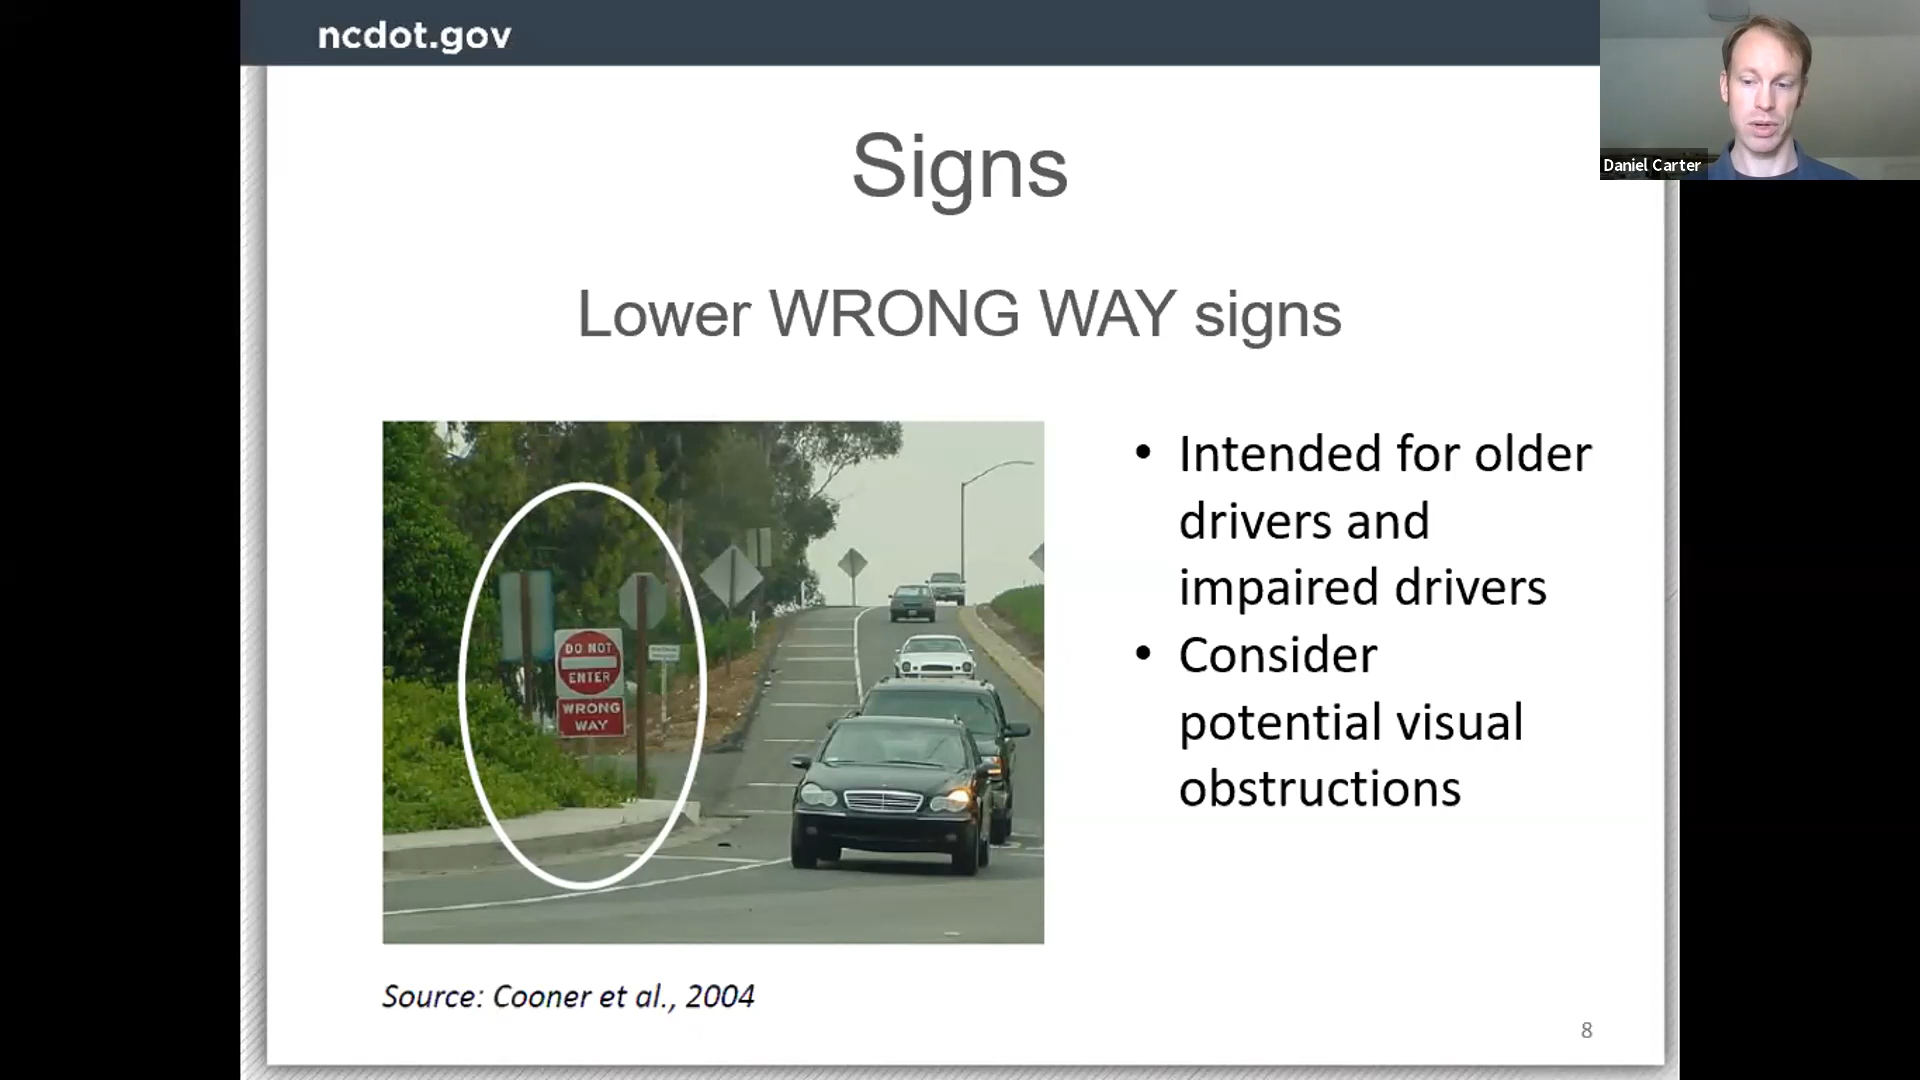 ncdot.gov
Daniel Carter
Signs
Lower WRONG WAY signs
DO NOT
ENTER
WRONG
WAY
• Intended for older
drivers and
impaired drivers
• Consider
potential visual
obstructions
Source: Cooner et al., 2004
8